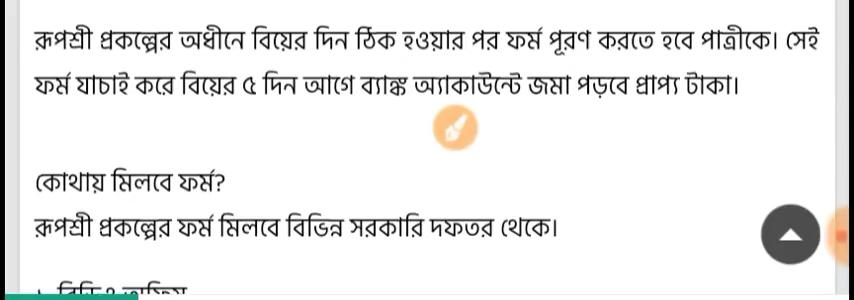 রূপশ্রী প্রকল্পের অধীনে বিয়ের দিন ঠিক হওয়ার পর ফর্ম পূরণ করতে হবে পাত্রীকে। সেই
ফর্ম যাচাই করে বিয়ের ৫ দিন আগে ব্যাঙ্ক অ্যাকাউন্টে জমা পড়বে প্রাপ্য টাকা।
কোথায় মিলবে ফর্ম?
রূপশ্রী প্রকল্পের ফর্ম মিলবে বিভিন্ন সরকারি দফতর থেকে।